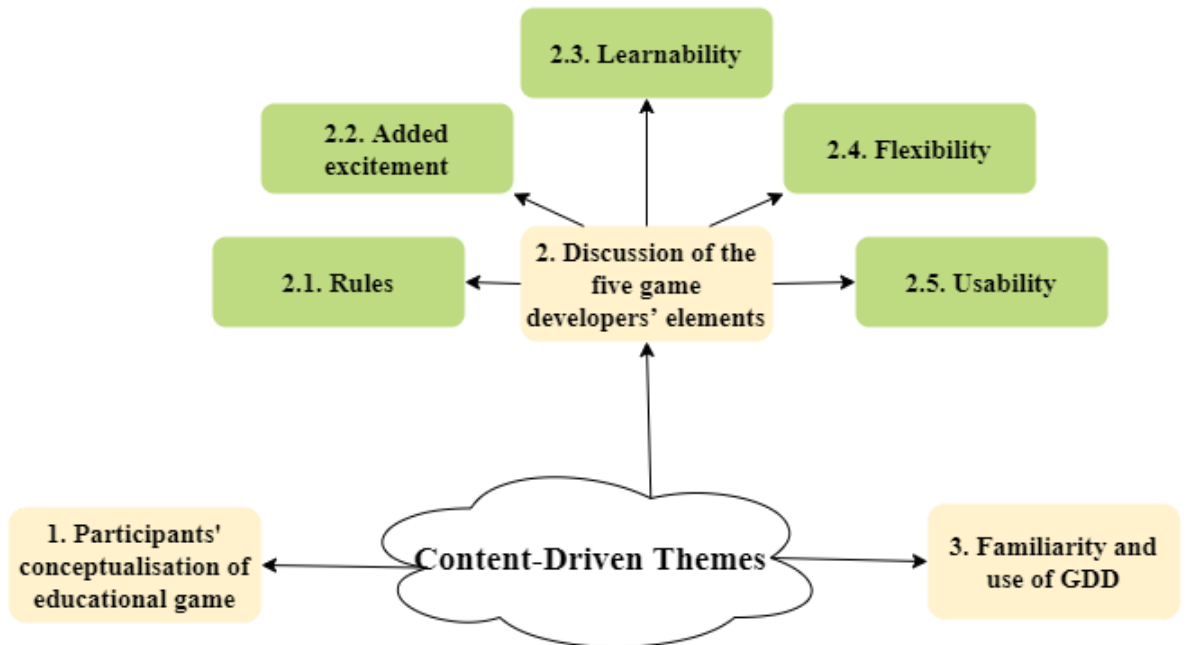 2.3. Learnability
2.2. Added
excitement
2.4. Flexibility
2.1. Rules
2. Discussion of the
five game
developers’ elements
2.5. Usability
1. Participants'
conceptualisation of
educational game
Content-Driven Themes
3. Familiarity and
use of GDD